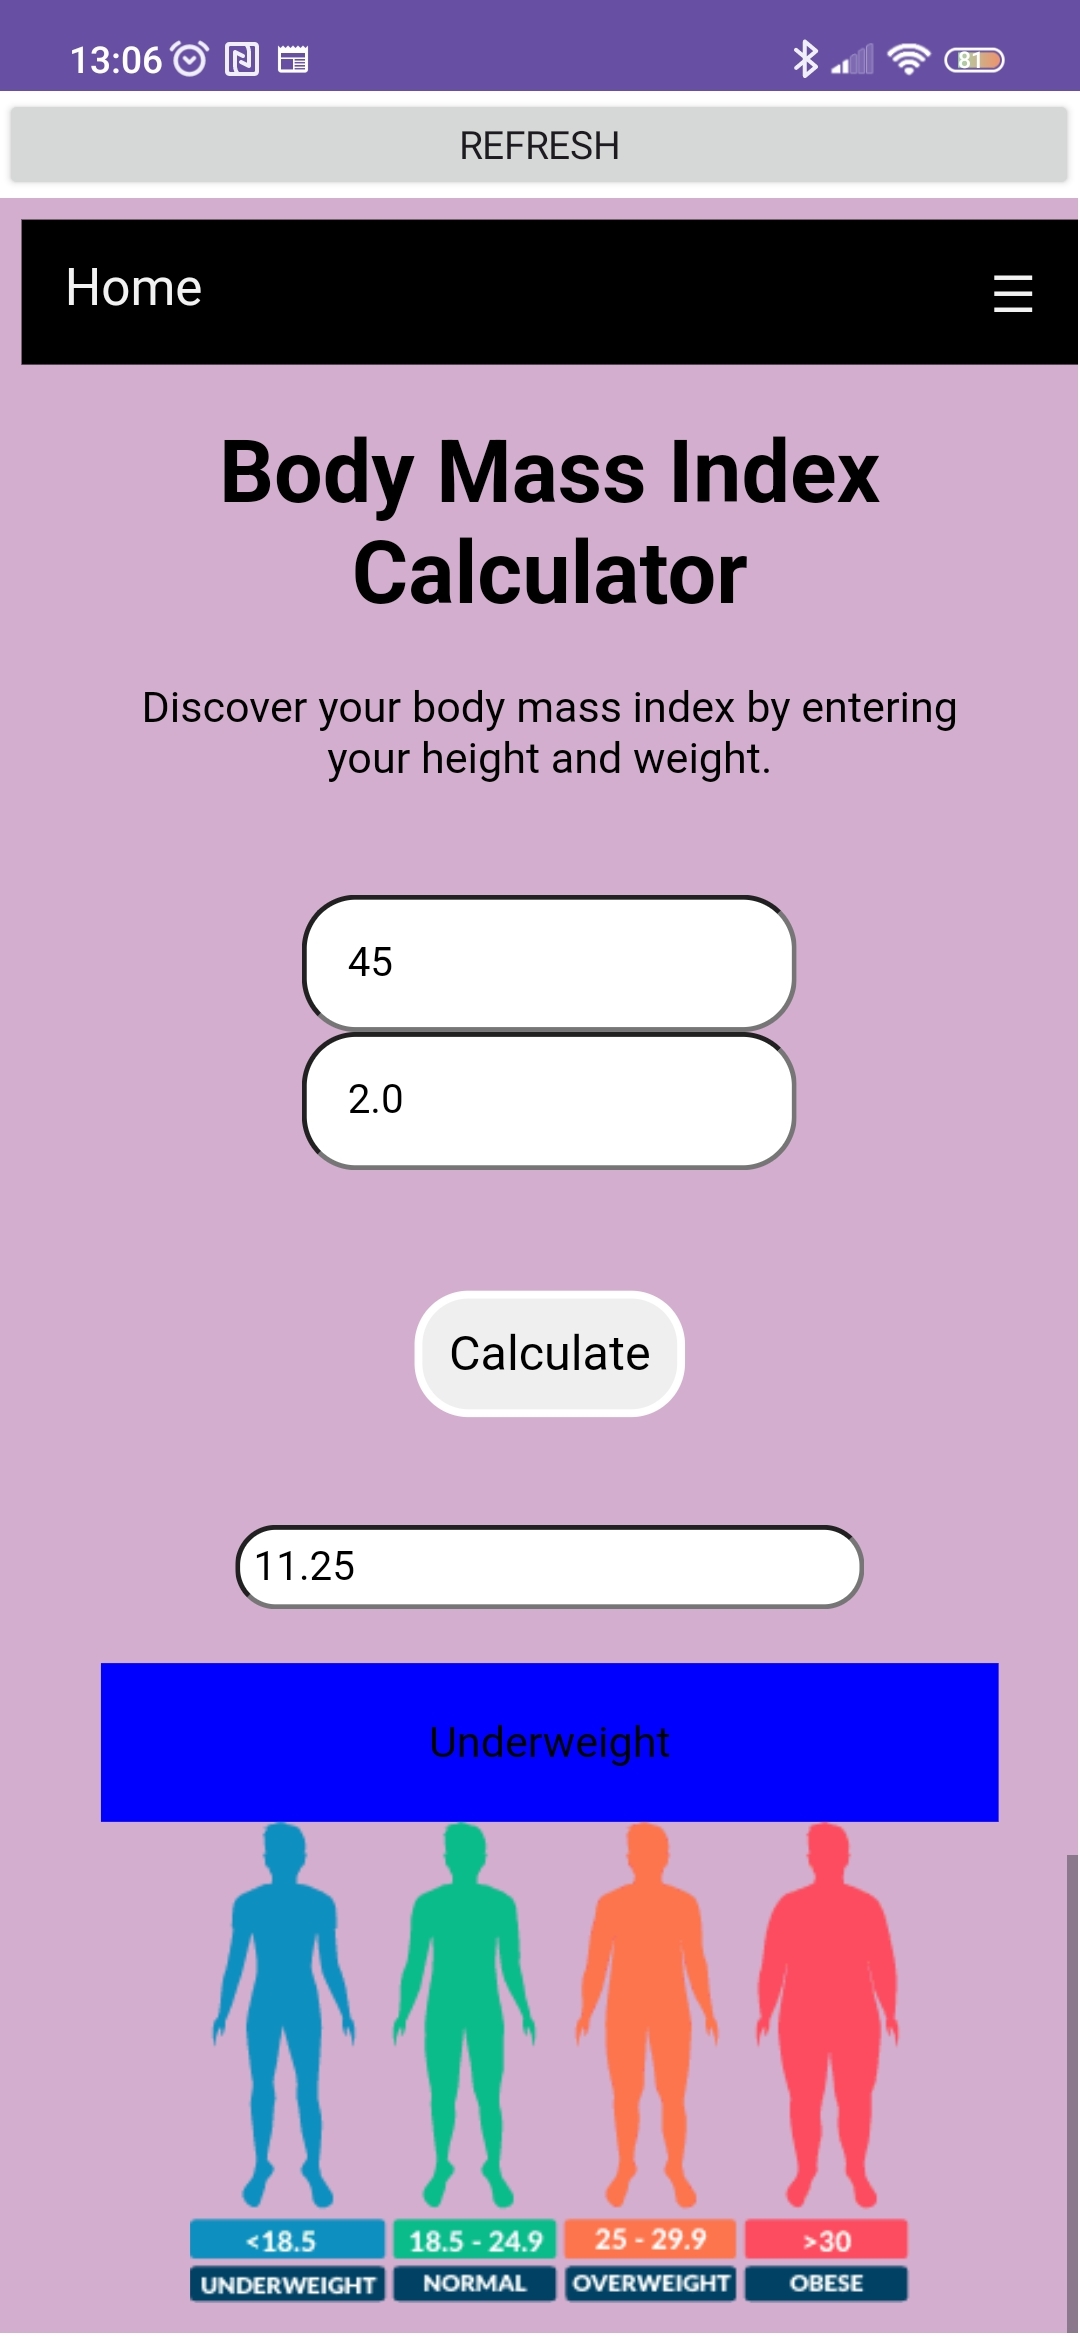 13:06 81
REFRESH
Home
Body Mass Index
Calculator
Discover your body mass index by entering
your height and weight.
45
2.0
Calculate
11.25
Underweight
<18.5 18.5 - 24.9 25 - 29.9 >30
UNDERWEIGHT NORMAL OVERWEIGHT OBESE